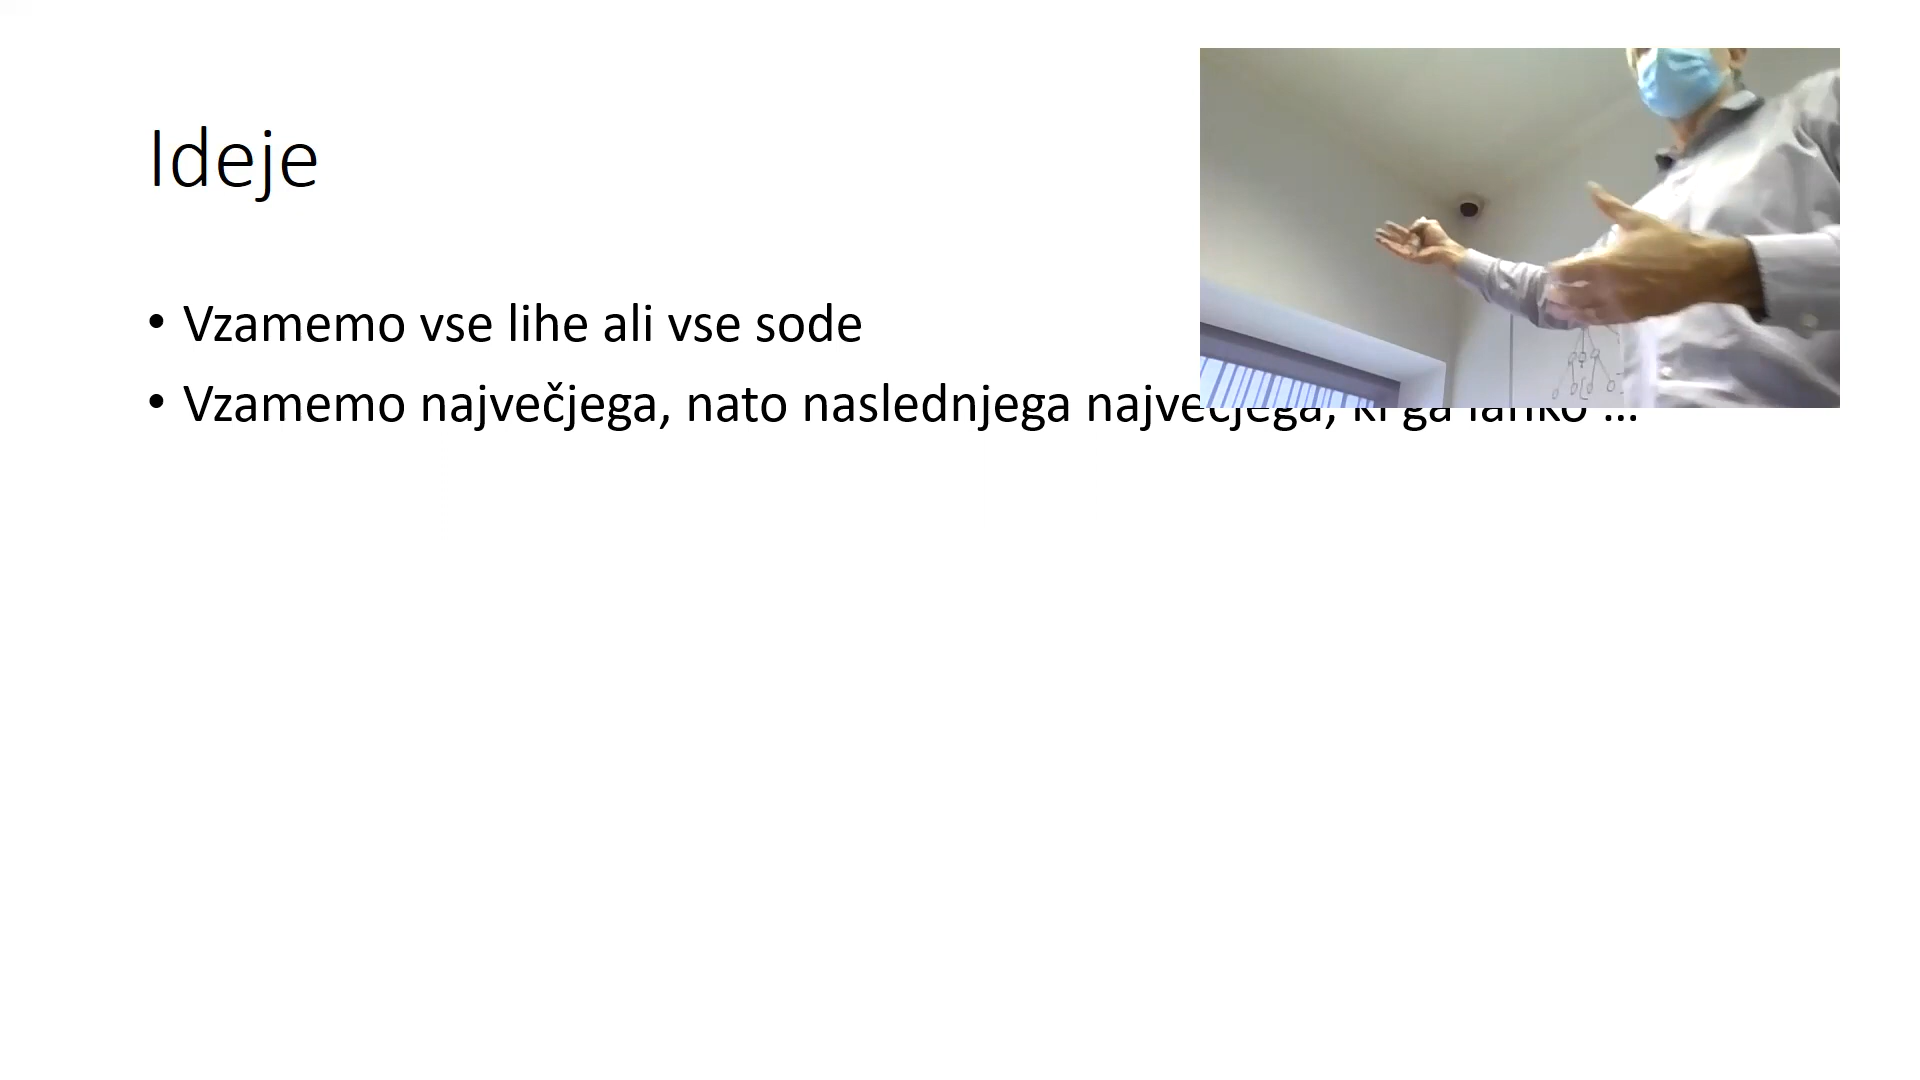 Ideje
• Vzamemo vse lihe ali vse sode
• Vzamemo največjega, nato naslednjega največjega, ki ga lahko ...